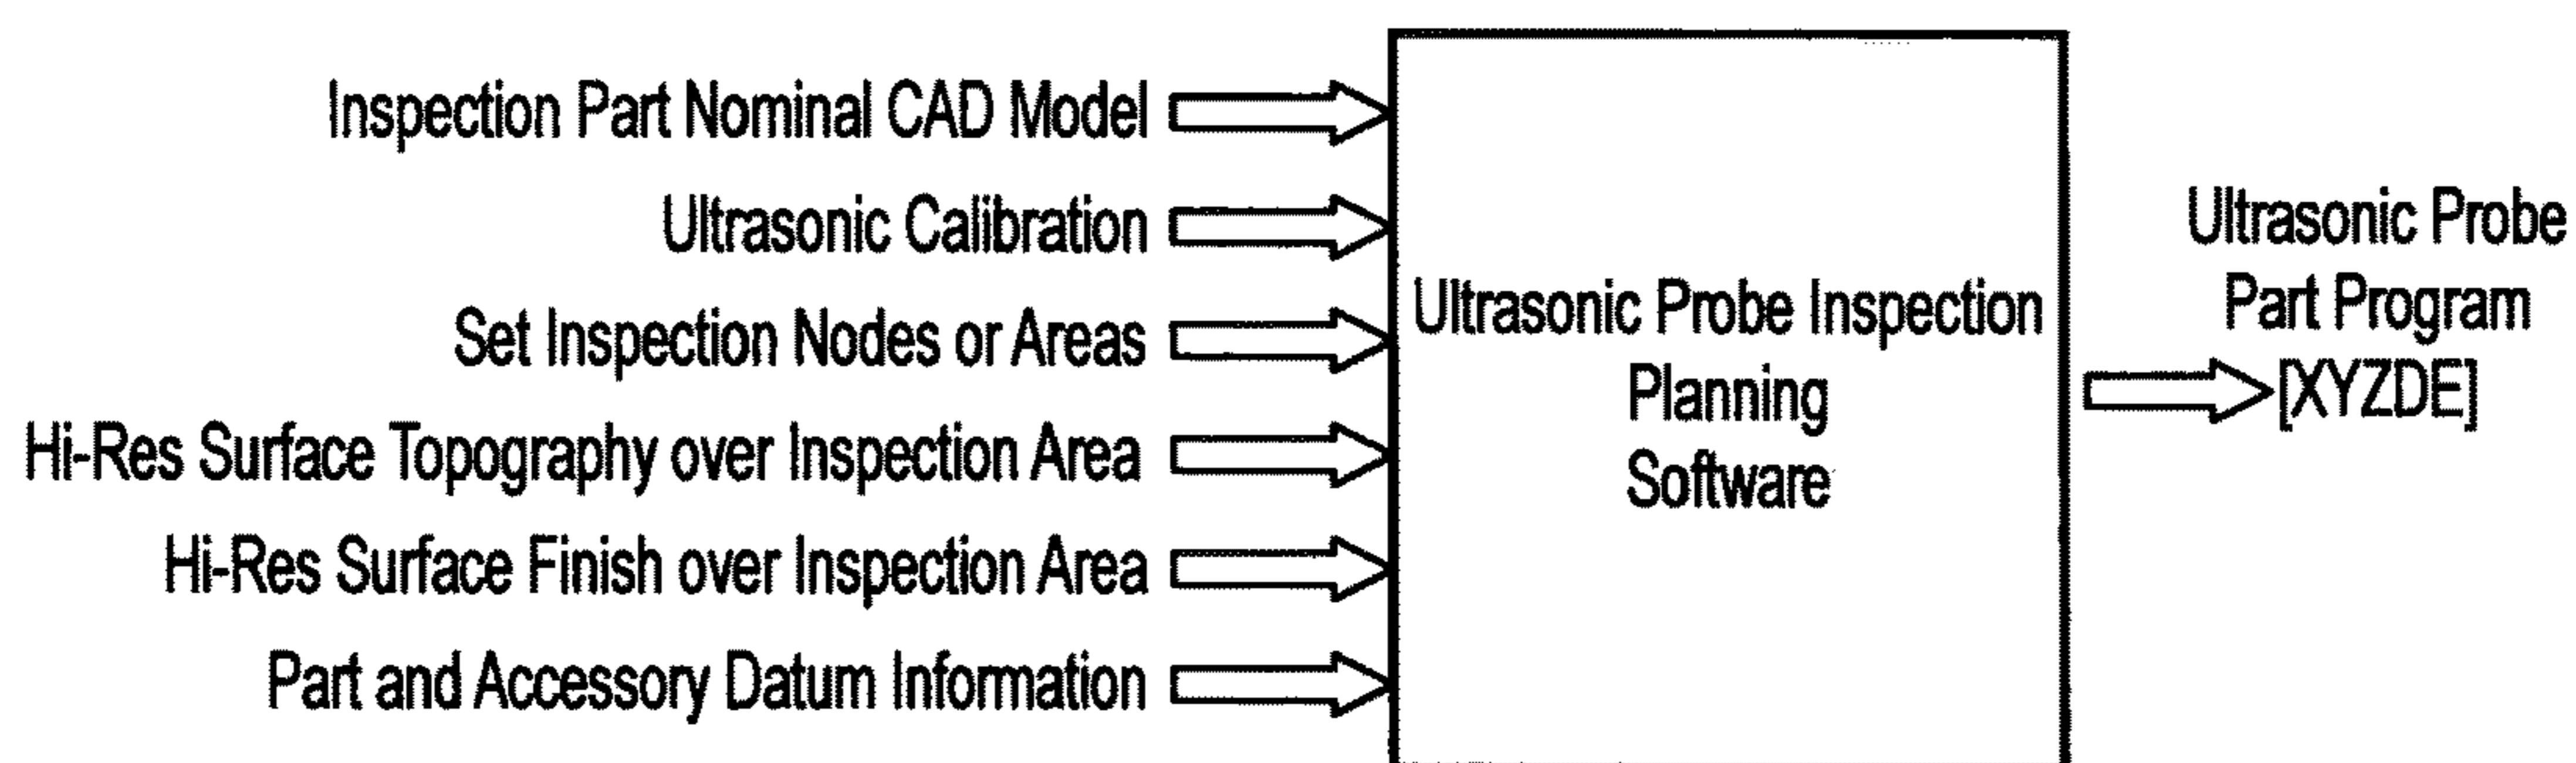 Inspection Part Nominal CAD Model
Ultrasonic Calibration
Set Inspection Nodes or Areas
Hi-Res Surface Topography over Inspection Area
Hi-Res Surface Finish over Inspection Area
Part and Accessory Datum Information
Ultrasonic Probe Inspection
Planning
Software
Ultrasonic Probe
Part Program
[XYZDE]